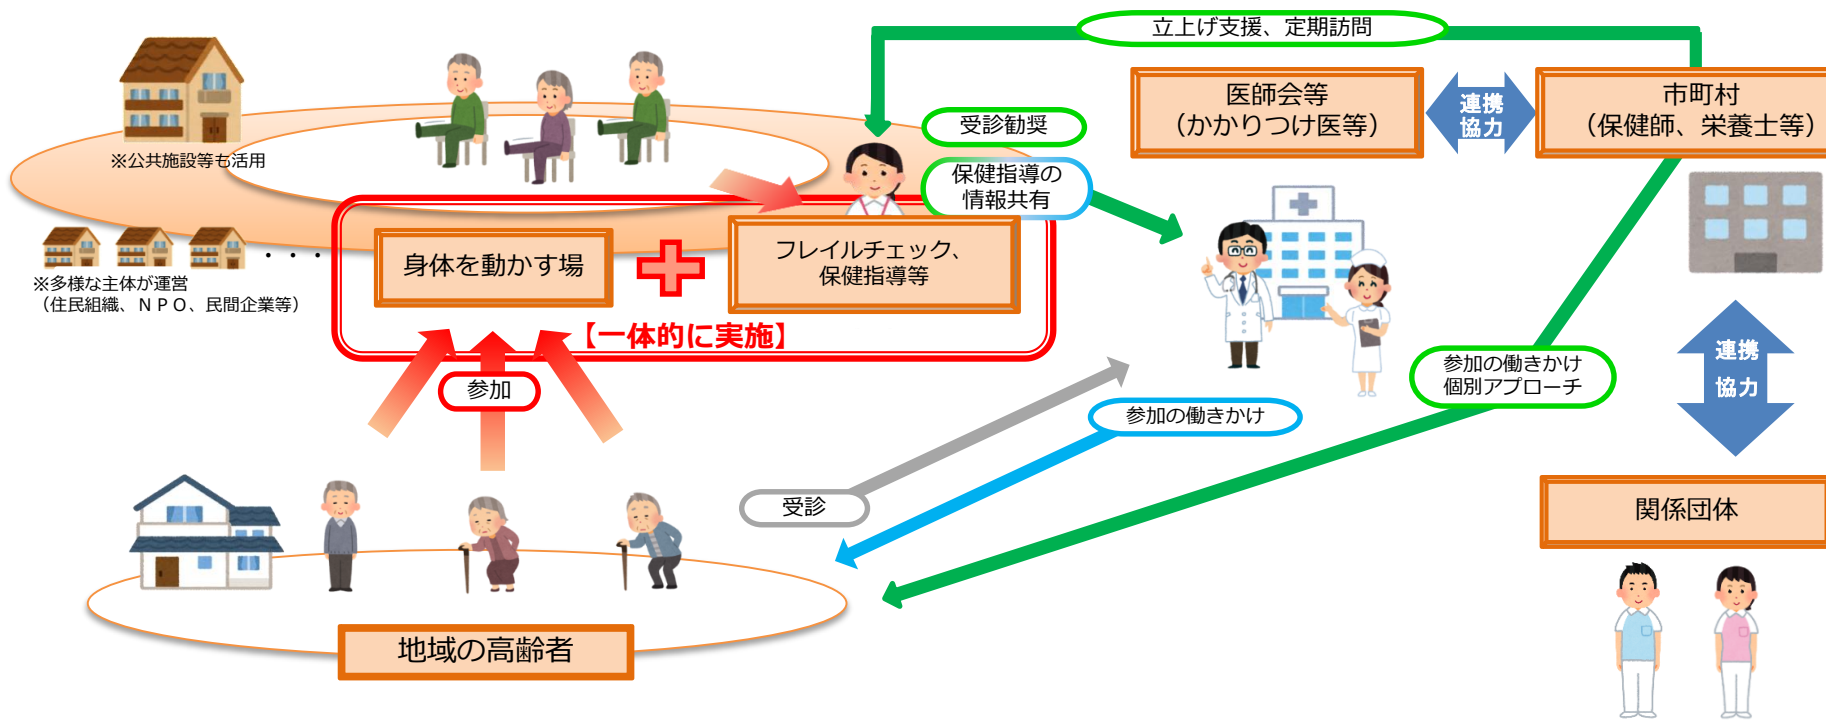 立上げ支援、定期訪問
医師会等
（かかりつけ医等）
連携
協力
市町村
（保健師、栄養士等）
受診勧奨
※公共施設等も活用
保健指導の
情報共有
身体を動かす場
フレイルチェック、
保健指導等
・・・・
※多様な主体が運営
（住民組織、ＮＰＯ、民間企業等）
【一体的に実施】
参加
連携
協力
参加の働きかけ
個別アプローチ
参加の働きかけ
受診
関係団体
地域の高齢者